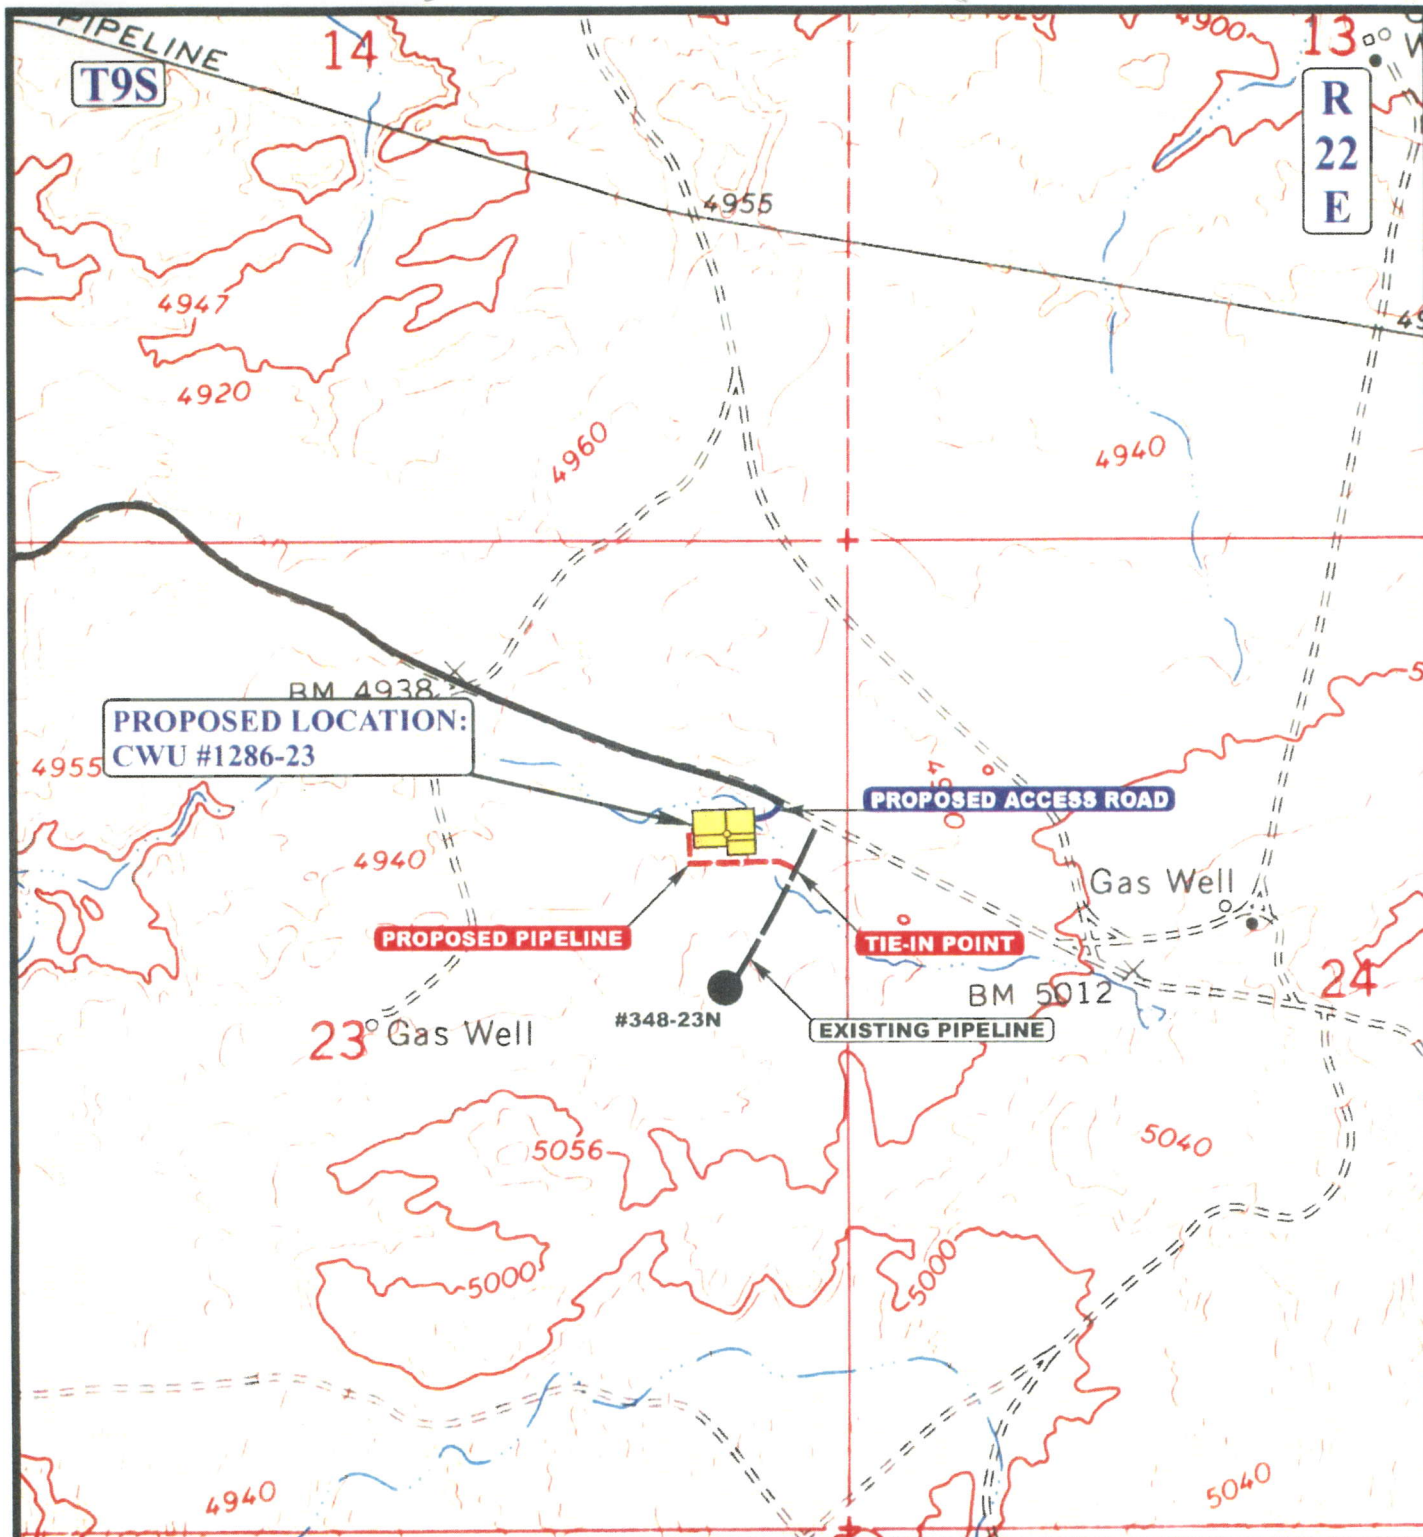 4900
PIPELINE
14
13
T9S
R
22
E
4955
4947
4920
4960
4940
BM 4938
PROPOSED LOCATION:
CWU #1286-23
4955
PROPOSED ACCESS ROAD
4940
Gas Well
PROPOSED PIPELINE
TIE-IN POINT
BM 5012
24
#348-23N
EXISTING PIPELINE
23
Gas Well
5056
5040
5000
5000
4940
5040